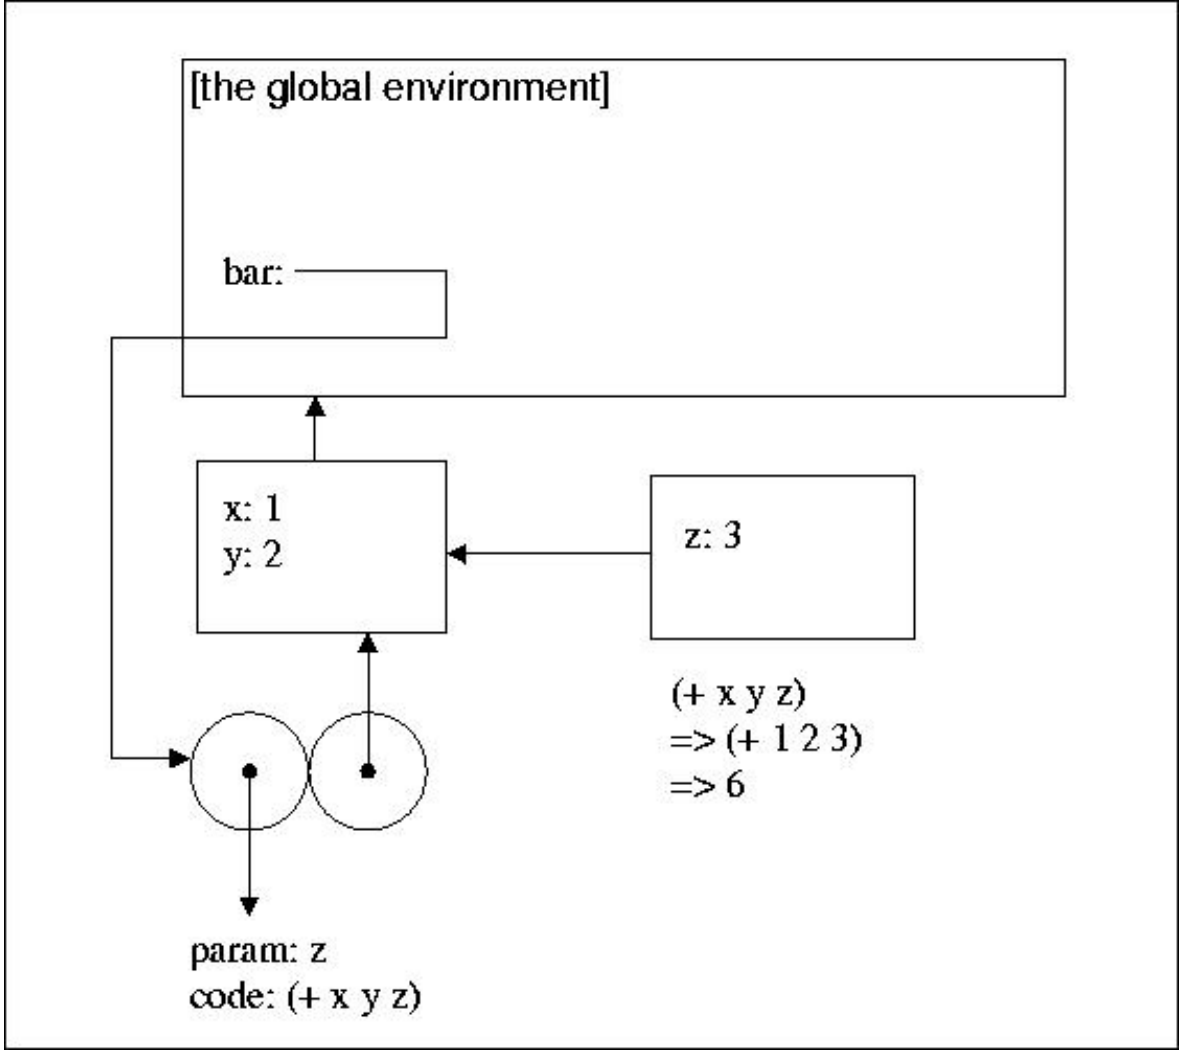 [the global environment]
bar:
x: 1
y: 2
z: 3
(+ x y z)
=> (+ 1 2 3)
=> 6
param: z
code: (+ x y z)